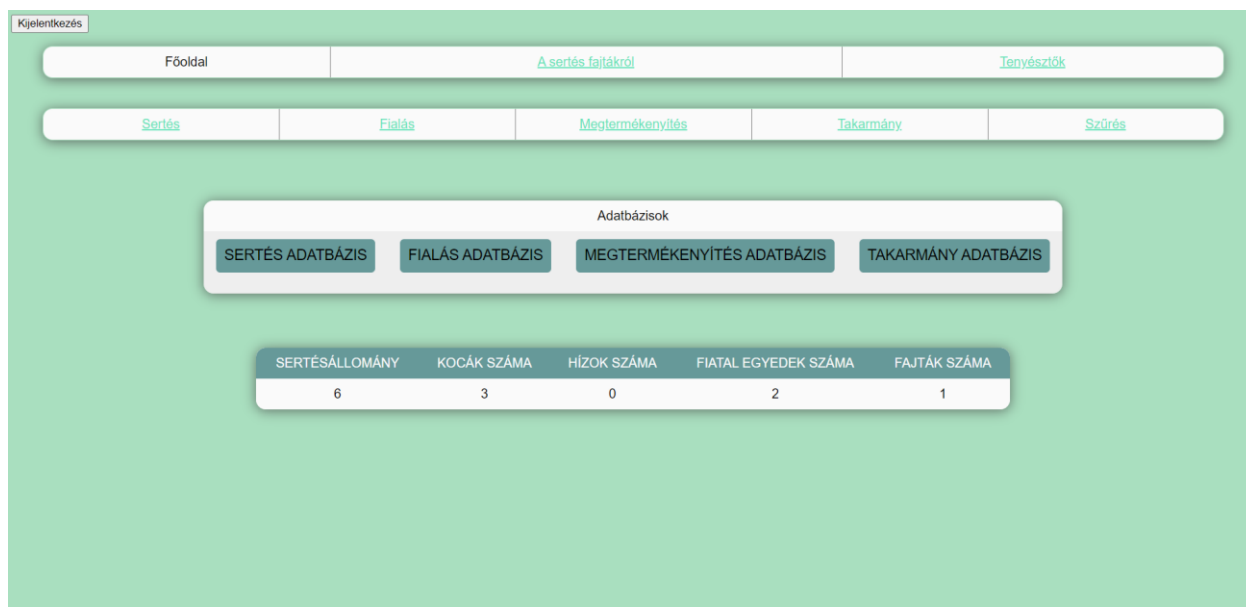 Kijelentkezés
Főoldal A sertés fajtákról Tenyésztők
Sertés Fialás Megtermékenyítés Takarmány Szűrés
Adatbázisok
SERTÉS ADATBÁZIS FIALÁS ADATBÁZIS MEGTERMÉKENYÍTÉS ADATBÁZIS TAKARMÁNY ADATBÁZIS
SERTÉSÁLLOMÁNY KOCÁK SZÁMA HÍZOK SZÁMA FIATAL EGYEDEK SZÁMA FAJTÁK SZÁMA
6 3 0 2 1